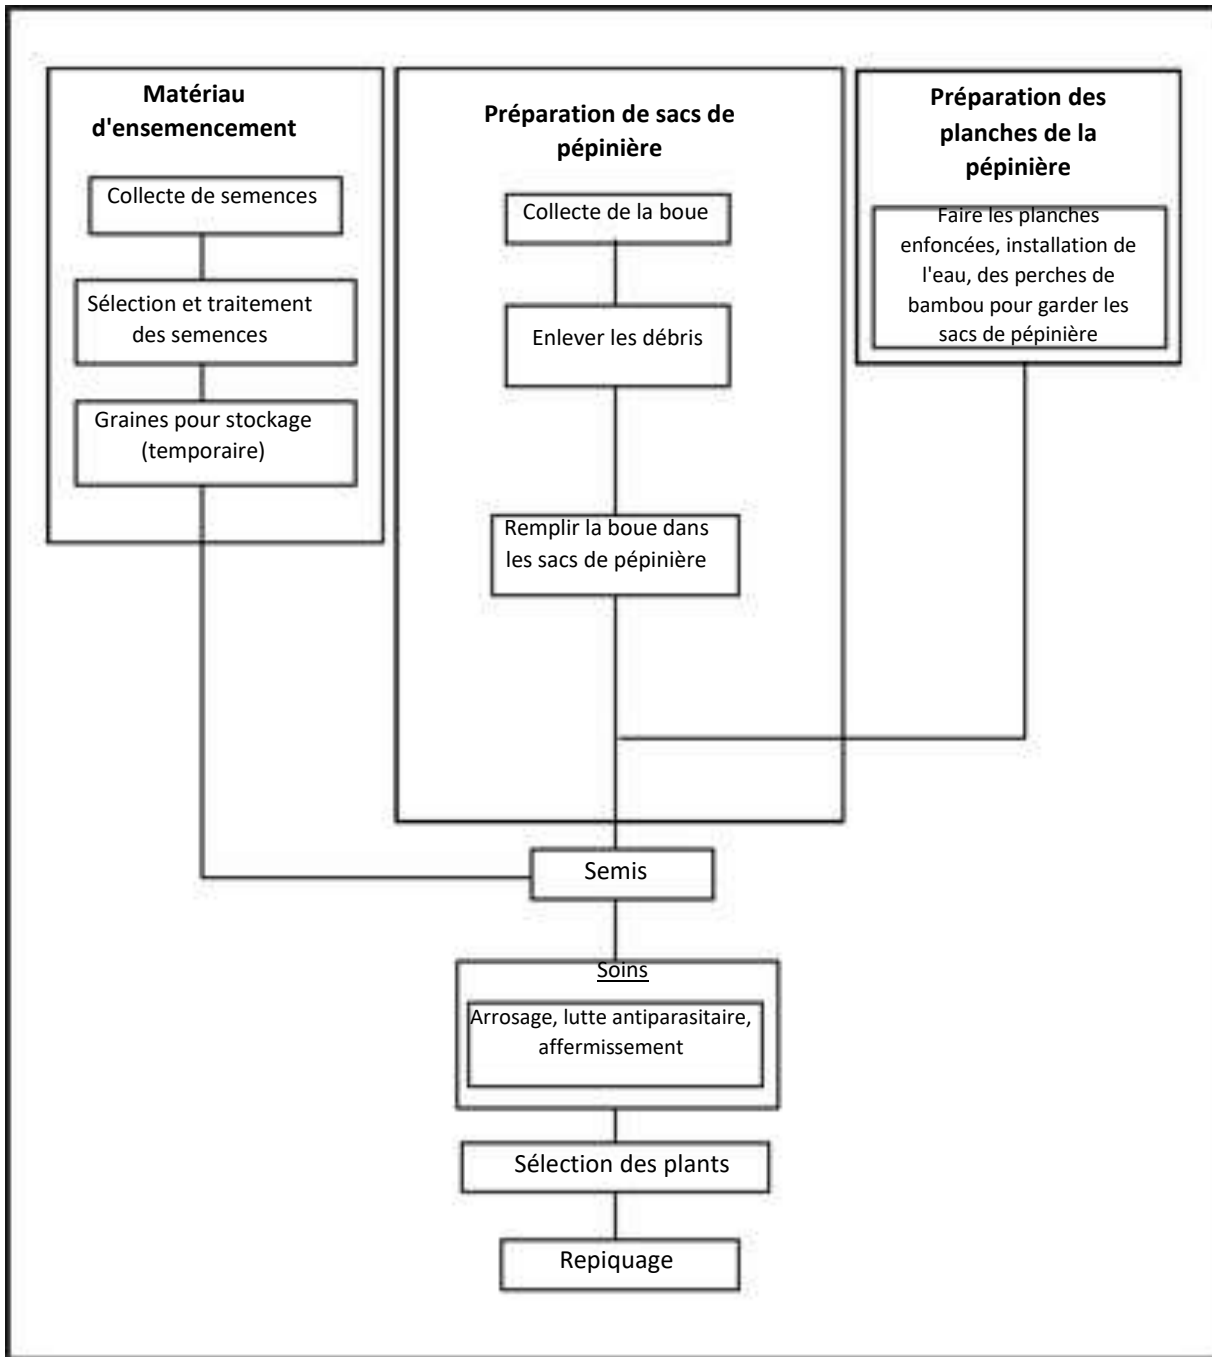 Matériau
d'ensemencement
Collecte de semences
Sélection et traitement
des semences
Graines pour stockage
(temporaire)
Préparation de sacs de
pépinière
Collecte de la boue
Enlever les débris
Remplir la boue dans
les sacs de pépinière
Préparation des
planches de la
pépinière
Faire les planches
enfoncées, installation de
l'eau, des perches de
bambou pour garder les
sacs de pépinière
Semis
Soins
Arrosage, lutte antiparasitaire,
affermissement
Sélection des plants
Repiquage